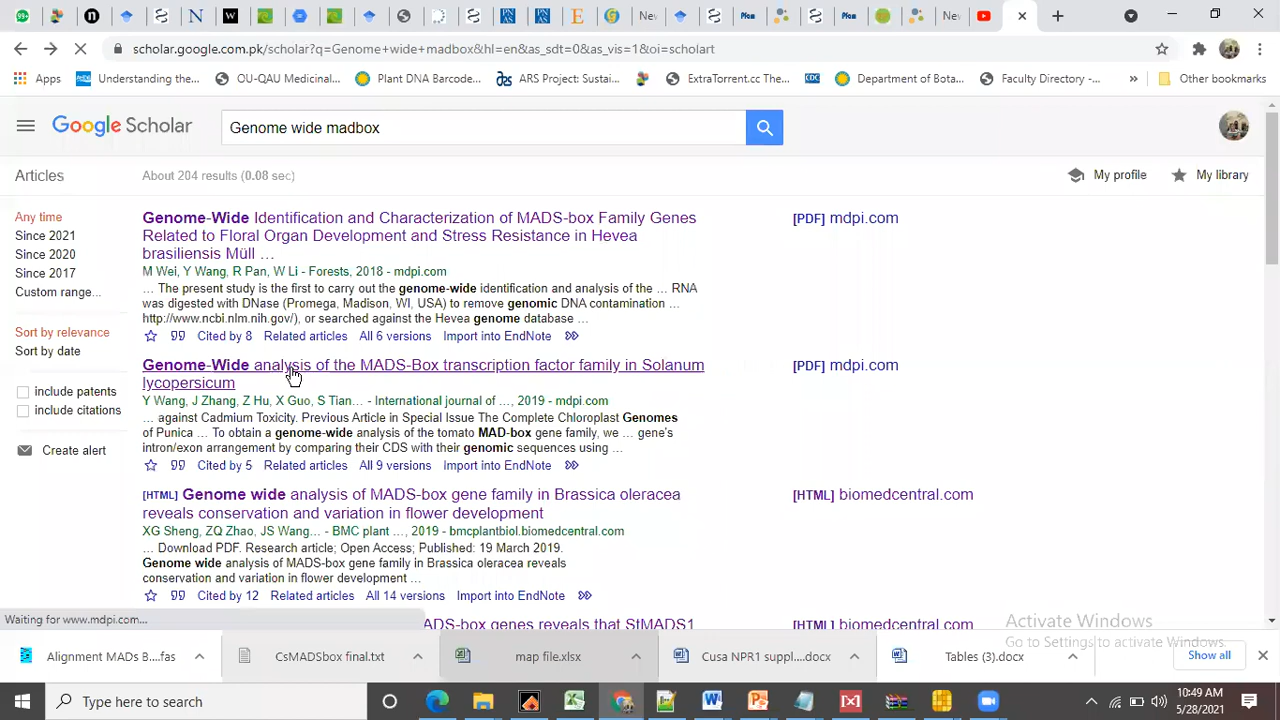 99
W
Nev
Pfam
Pfam
Nev
scholar.google.com.pk/scholar?q=Genome+wide+madbox&hl=en&as_sdt=0&as_vis=1&oi=scholart
Apps
Understanding the...
OU-QAU Medicinal...
Plant DNA Barcode...
ARS Project: Sustai...
ExtraTorrent.cc The...
CDC
Department of Bota...
Faculty Directory -...
»
Other bookmarks
Google Scholar
Genome wide madbox
Articles
About 204 results (0.08 sec)
My profile
My library
Any time
Since 2021
Since 2020
Since 2017
Custom range...
Sort by relevance
Sort by date
include patents
include citations
Create alert
Genome-Wide Identification and Characterization of MADS-box Family Genes
Related to Floral Organ Development and Stress Resistance in Hevea
brasiliensis Müll …
[PDF] mdpi.com
M Wei, Y Wang, R Pan, W Li - Forests, 2018 - mdpi.com
… The present study is the first to carry out the genome-wide identification and analysis of the … RNA
was digested with DNase (Promega, Madison, WI, USA) to remove genomic DNA contamination …
http://www.ncbi.nlm.nih.gov/), or searched against the Hevea genome database …
Cited by 8 Related articles All 6 versions Import into EndNote
Genome-Wide analysis of the MADS-Box transcription factor family in Solanum
lycopersicum
[PDF] mdpi.com
Y Wang, J Zhang, Z Hu, X Guo, S Tian… - International journal of …, 2019 - mdpi.com
… against Cadmium Toxicity. Previous Article in Special Issue The Complete Chloroplast Genomes
of Punica … To obtain a genome-wide analysis of the tomato MAD-box gene family, we … gene's
intron/exon arrangement by comparing their CDS with their genomic sequences using …
Cited by 5 Related articles All 9 versions Import into EndNote
[HTML] Genome wide analysis of MADS-box gene family in Brassica oleracea
reveals conservation and variation in flower development
[HTML] biomedcentral.com
XG Sheng, ZQ Zhao, JS Wang… - BMC plant …, 2019 - bmcplantbiol.biomedcentral.com
… Download PDF. Research article; Open Access; Published: 19 March 2019.
Genome wide analysis of MADS-box gene family in Brassica oleracea reveals
conservation and variation in flower development …
Cited by 12 Related articles All 14 versions Import into EndNote
ADS-box genes reveals that StMADS1
[HTML] biomedcentral.com
Waiting for www.mdpi.com...
Activate Windows
Go to Settings to activate Windows.
Alignment MADs B....fas
CsMADSbox final.txt
map file.xlsx
Cusa NPR1 suppl....docx
Tables (3).docx
Show all
Type here to search
10:49 AM
5/28/2021